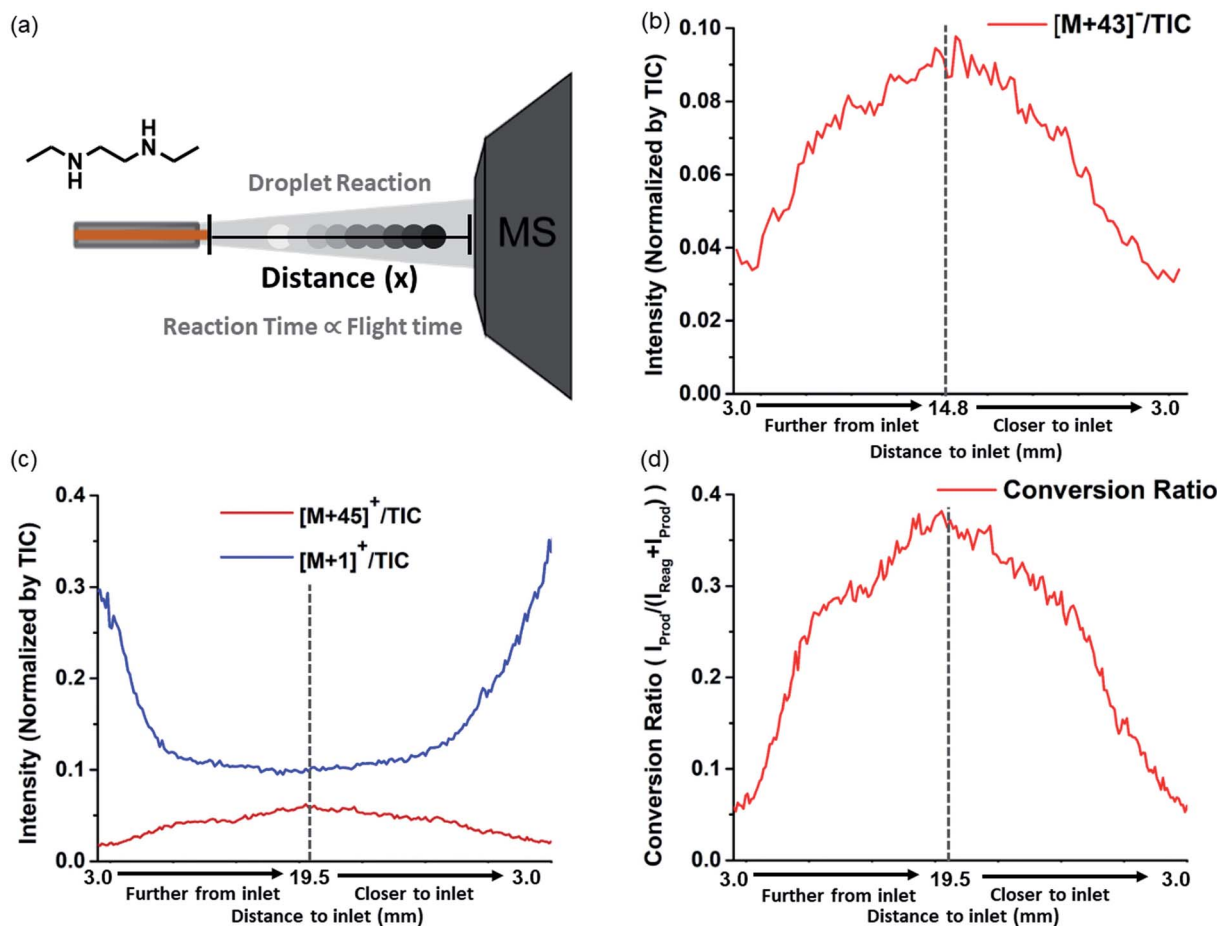 (a)
H
N
N
H
Droplet Reaction
MS
Distance (x)
Reaction Time ∝ Flight time
(b)
[M+43]⁻/TIC
Intensity (Normalized by TIC)
0.10
0.08
0.06
0.04
0.02
0.00
3.0 14.8 3.0
Further from inlet Closer to inlet
Distance to inlet (mm)
(c)
[M+45]⁺/TIC
[M+1]⁺/TIC
Intensity (Normalized by TIC)
0.4
0.3
0.2
0.1
0.0
3.0 19.5 3.0
Further from inlet Closer to inlet
Distance to inlet (mm)
(d)
Conversion Ratio
Conversion Ratio ( I_Prod/(I_Reag+I_Prod) )
0.4
0.3
0.2
0.1
0.0
3.0 19.5 3.0
Further from inlet Closer to inlet
Distance to inlet (mm)